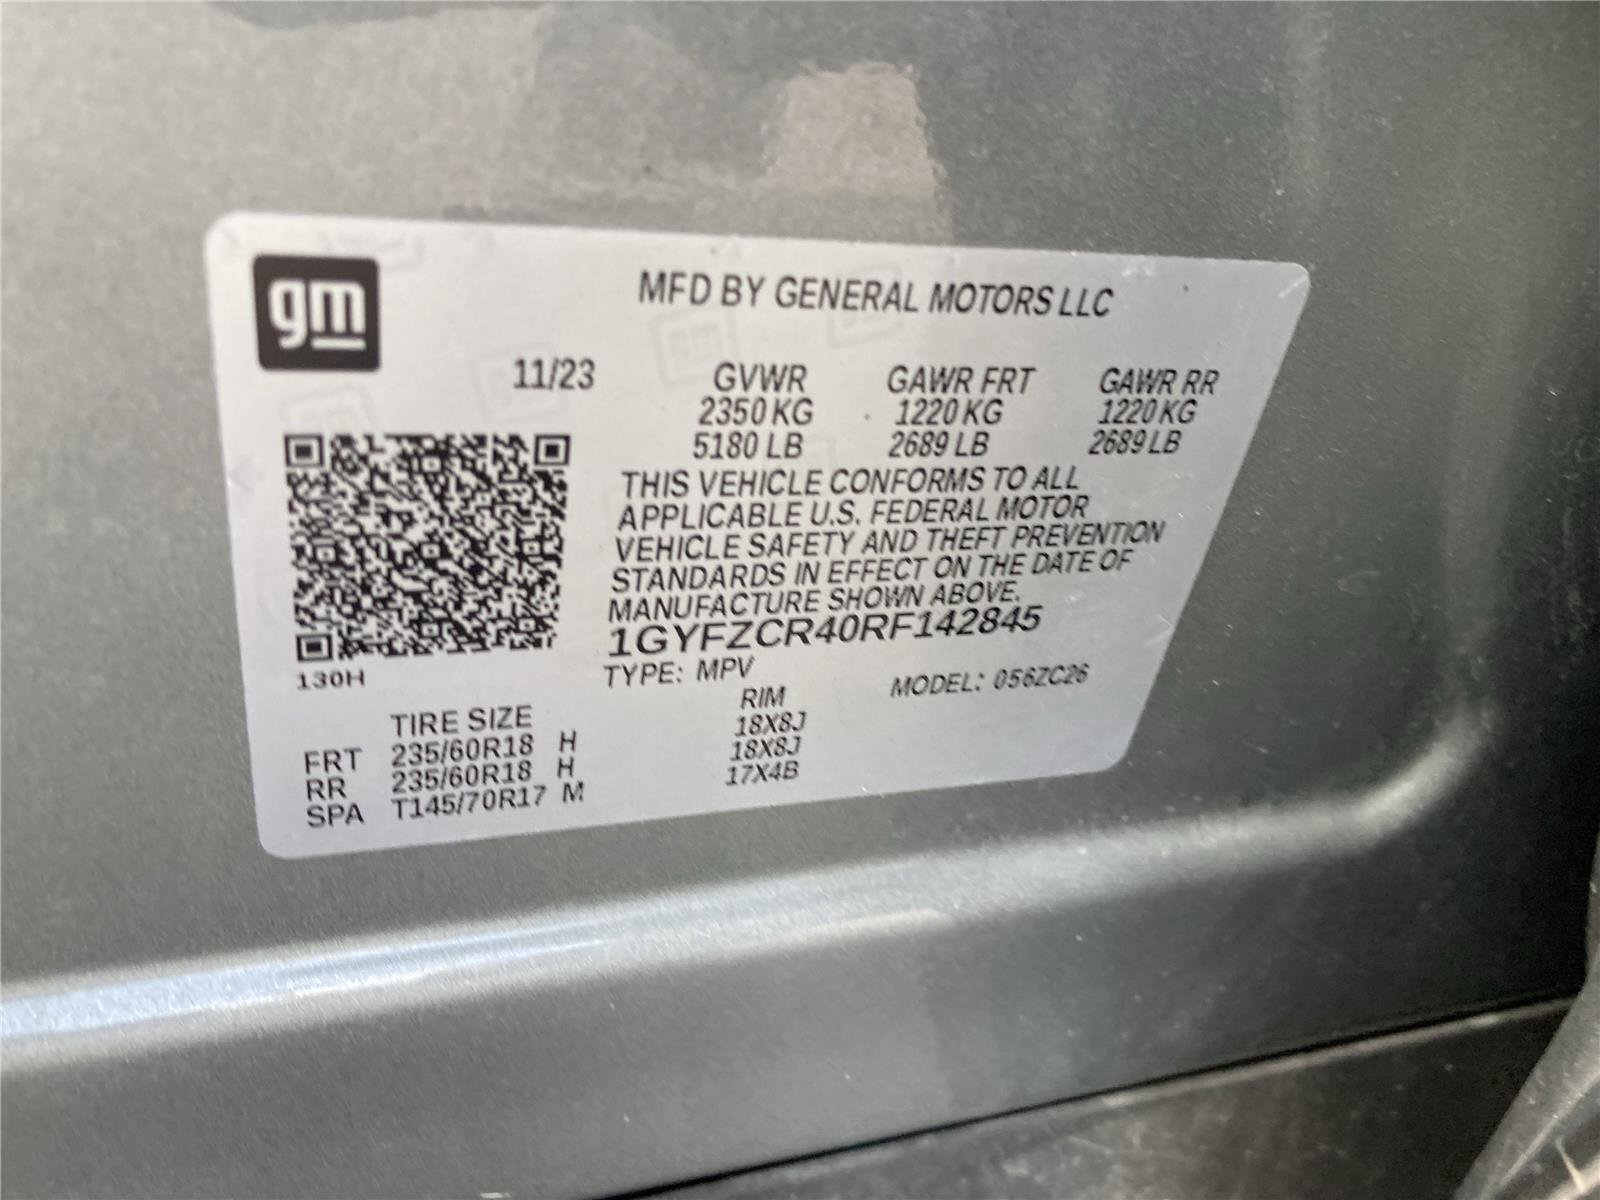 gm
MFD BY GENERAL MOTORS LLC
11/23 GVWR GAWR FRT GAWR RR
2350 KG 1220 KG 1220 KG
5180 LB 2689 LB 2689 LB
THIS VEHICLE CONFORMS TO ALL
APPLICABLE U.S. FEDERAL MOTOR
VEHICLE SAFETY AND THEFT PREVENTION
STANDARDS IN EFFECT ON THE DATE OF
MANUFACTURE SHOWN ABOVE.
1GYFZCR40RF142845
130H
TYPE: MPV MODEL: 056ZC26
TIRE SIZE RIM
FRT 235/60R18 H 18X8J
RR 235/60R18 H 18X8J
SPA T145/70R17 M 17X4B